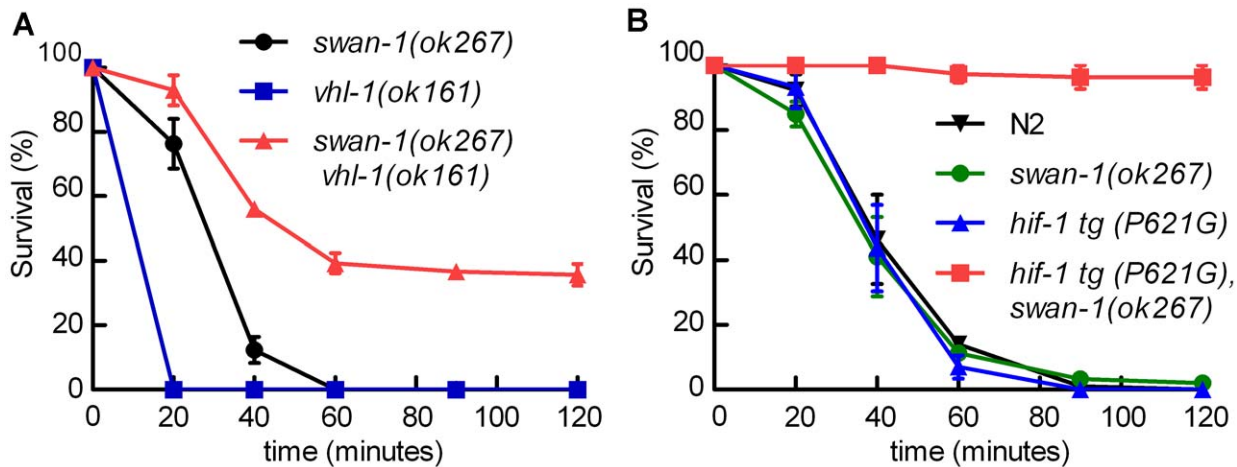 A
100
80
60
40
20
0
Survival (%)
0 20 40 60 80 100 120
time (minutes)
swan-1(ok267)
vhl-1(ok161)
swan-1(ok267)
vhl-1(ok161)
B
100
80
60
40
20
0
Survival (%)
0 20 40 60 80 100 120
time (minutes)
N2
swan-1(ok267)
hif-1 tg (P621G)
hif-1 tg (P621G),
swan-1(ok267)